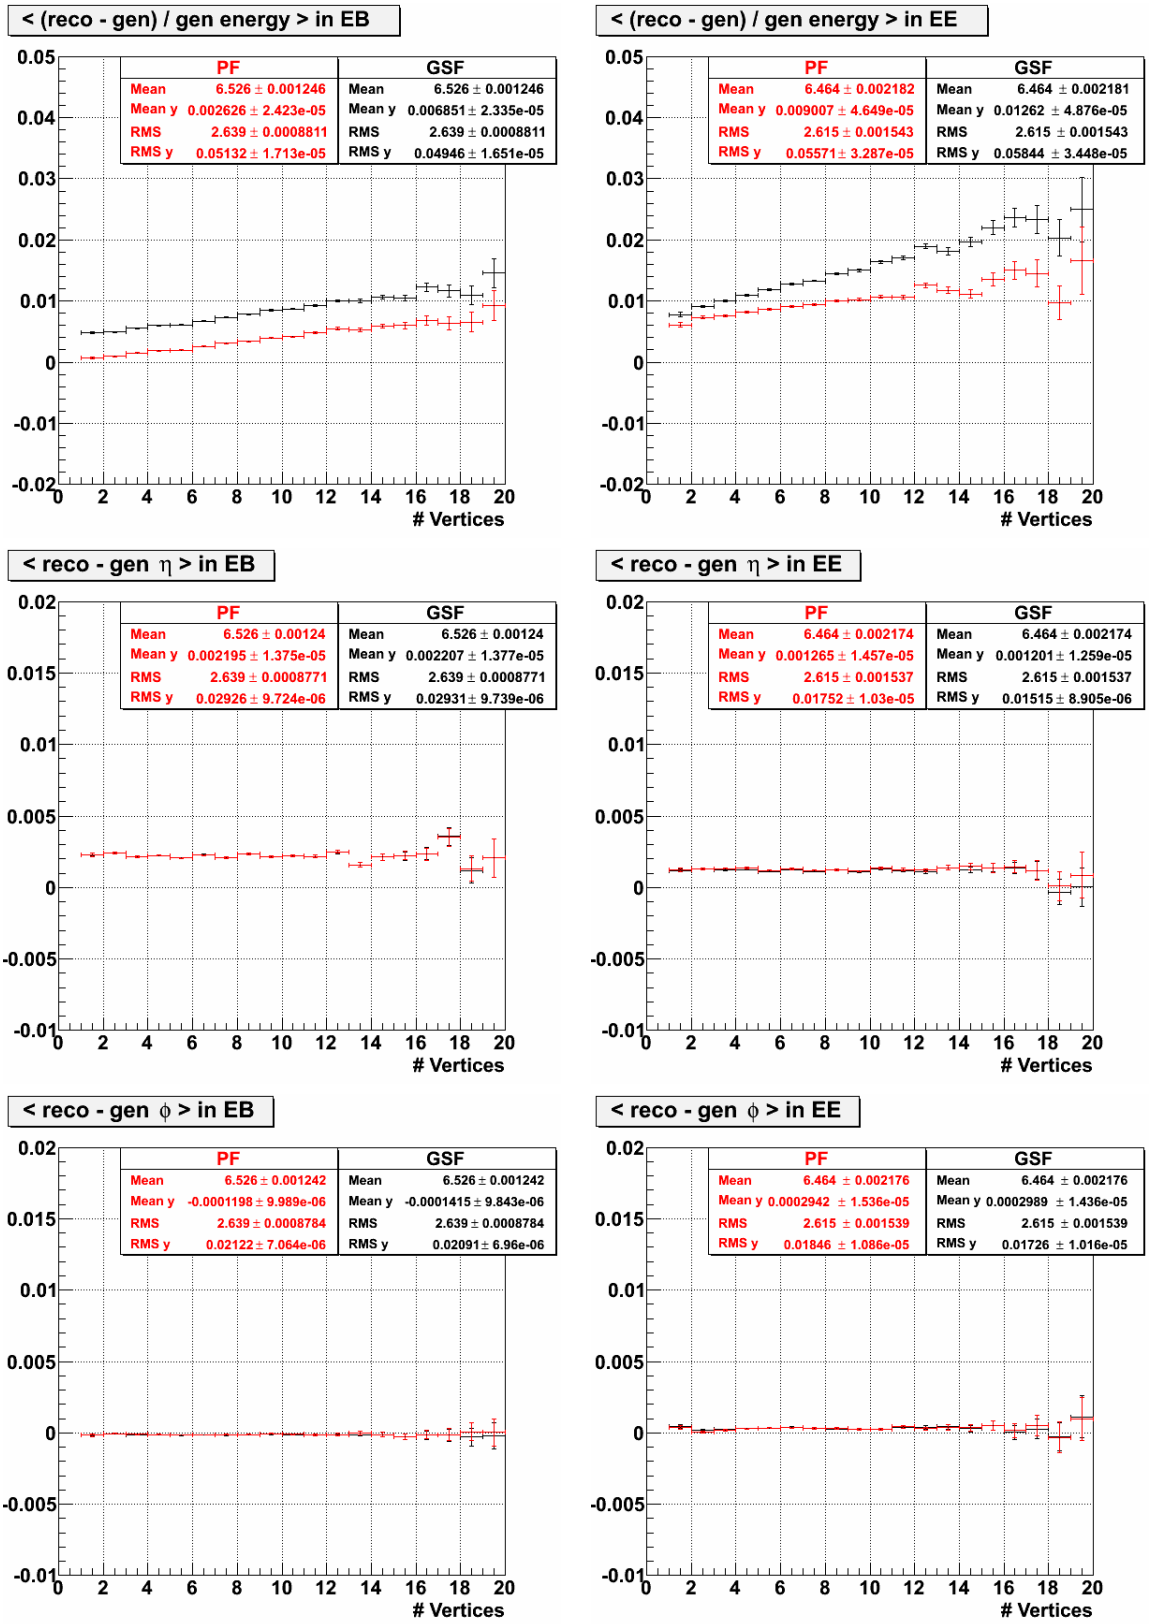 < (reco - gen) / gen energy > in EB
0.05
0.04
0.03
0.02
0.01
0
-0.01
-0.02
PF
Mean 6.526 ± 0.001246
Mean y 0.002626 ± 2.423e-05
RMS 2.639 ± 0.0008811
RMS y 0.05132 ± 1.713e-05
GSF
Mean 6.526 ± 0.001246
Mean y 0.006851 ± 2.335e-05
RMS 2.639 ± 0.0008811
RMS y 0.04946 ± 1.651e-05
0 2 4 6 8 10 12 14 16 18 20
# Vertices
< (reco - gen) / gen energy > in EE
0.05
0.04
0.03
0.02
0.01
0
-0.01
-0.02
PF
Mean 6.464 ± 0.002182
Mean y 0.009007 ± 4.649e-05
RMS 2.615 ± 0.001543
RMS y 0.05571 ± 3.287e-05
GSF
Mean 6.464 ± 0.002181
Mean y 0.01262 ± 4.876e-05
RMS 2.615 ± 0.001543
RMS y 0.05844 ± 3.448e-05
0 2 4 6 8 10 12 14 16 18 20
# Vertices
< reco - gen η > in EB
0.02
0.015
0.01
0.005
0
-0.005
-0.01
PF
Mean 6.526 ± 0.00124
Mean y 0.002195 ± 1.375e-05
RMS 2.639 ± 0.0008771
RMS y 0.02926 ± 9.724e-06
GSF
Mean 6.526 ± 0.00124
Mean y 0.002207 ± 1.377e-05
RMS 2.639 ± 0.0008771
RMS y 0.02931 ± 9.739e-06
0 2 4 6 8 10 12 14 16 18 20
# Vertices
< reco - gen η > in EE
0.02
0.015
0.01
0.005
0
-0.005
-0.01
PF
Mean 6.464 ± 0.002174
Mean y 0.001265 ± 1.457e-05
RMS 2.615 ± 0.001537
RMS y 0.01752 ± 1.03e-05
GSF
Mean 6.464 ± 0.002174
Mean y 0.001201 ± 1.259e-05
RMS 2.615 ± 0.001537
RMS y 0.01515 ± 8.905e-06
0 2 4 6 8 10 12 14 16 18 20
# Vertices
< reco - gen ϕ > in EB
0.02
0.015
0.01
0.005
0
-0.005
-0.01
PF
Mean 6.526 ± 0.001242
Mean y -0.0001198 ± 9.989e-06
RMS 2.639 ± 0.0008784
RMS y 0.02122 ± 7.064e-06
GSF
Mean 6.526 ± 0.001242
Mean y -0.0001415 ± 9.843e-06
RMS 2.639 ± 0.0008784
RMS y 0.02091 ± 6.96e-06
0 2 4 6 8 10 12 14 16 18 20
# Vertices
< reco - gen ϕ > in EE
0.02
0.015
0.01
0.005
0
-0.005
-0.01
PF
Mean 6.464 ± 0.002176
Mean y 0.0002942 ± 1.536e-05
RMS 2.615 ± 0.001539
RMS y 0.01846 ± 1.086e-05
GSF
Mean 6.464 ± 0.002176
Mean y 0.0002989 ± 1.436e-05
RMS 2.615 ± 0.001539
RMS y 0.01726 ± 1.016e-05
0 2 4 6 8 10 12 14 16 18 20
# Vertices